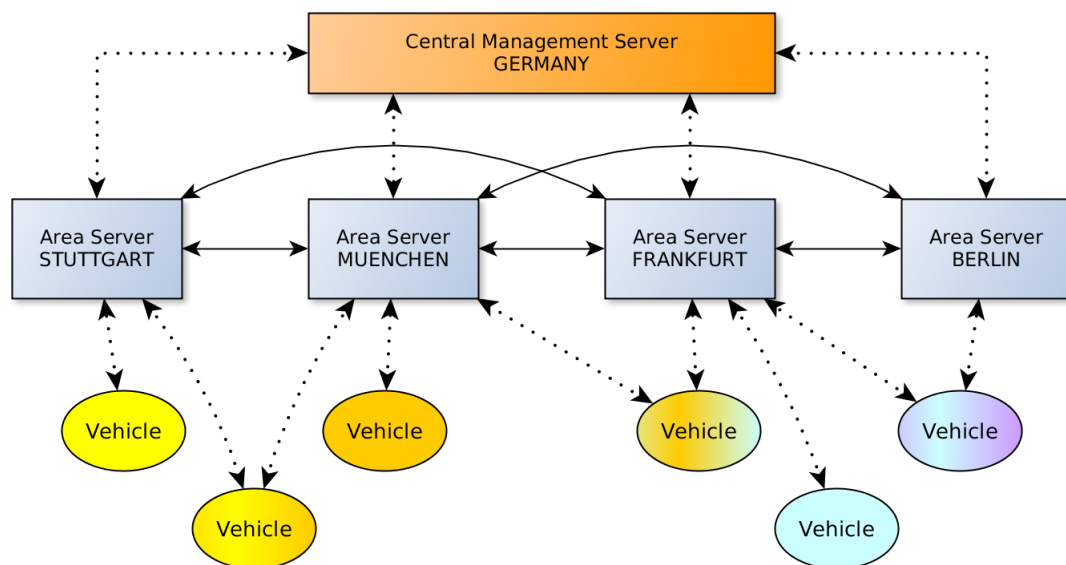 Central Management Server
GERMANY
Area Server
STUTTGART
Area Server
MUENCHEN
Area Server
FRANKFURT
Area Server
BERLIN
Vehicle
Vehicle
Vehicle
Vehicle
Vehicle
Vehicle